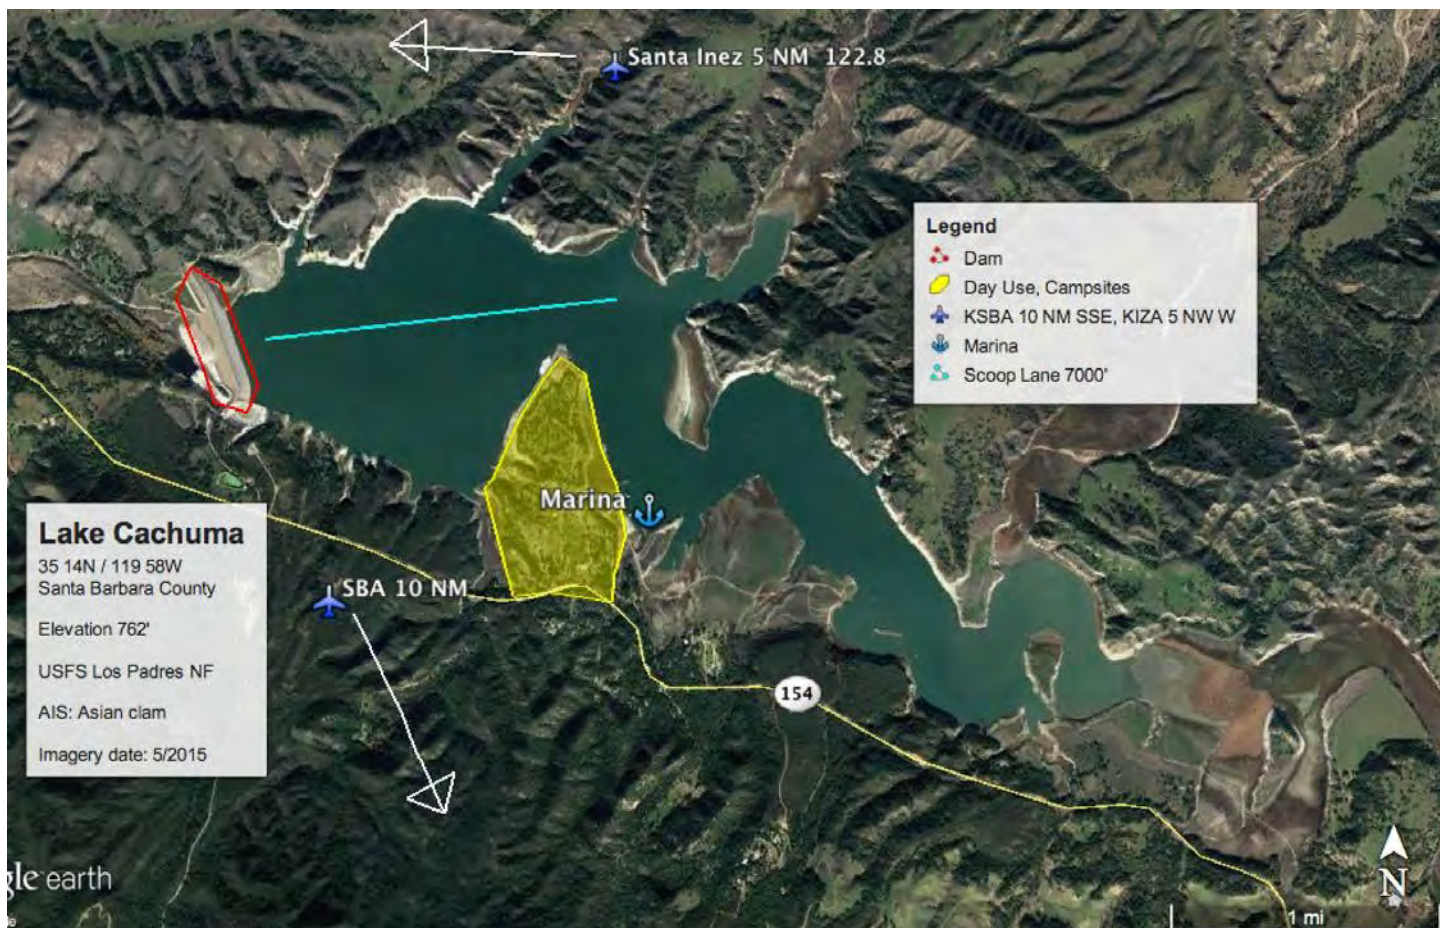 Santa Inez 5 NM  122.8
Legend
Dam
Day Use, Campsites
KSBA 10 NM SSE, KIZA 5 NW W
Marina
Scoop Lane 7000'
Marina
Lake Cachuma
35 14N / 119 58W
Santa Barbara County
Elevation 762'
USFS Los Padres NF
AIS: Asian clam
Imagery date: 5/2015
SBA 10 NM
154
gle earth
N
1 mi